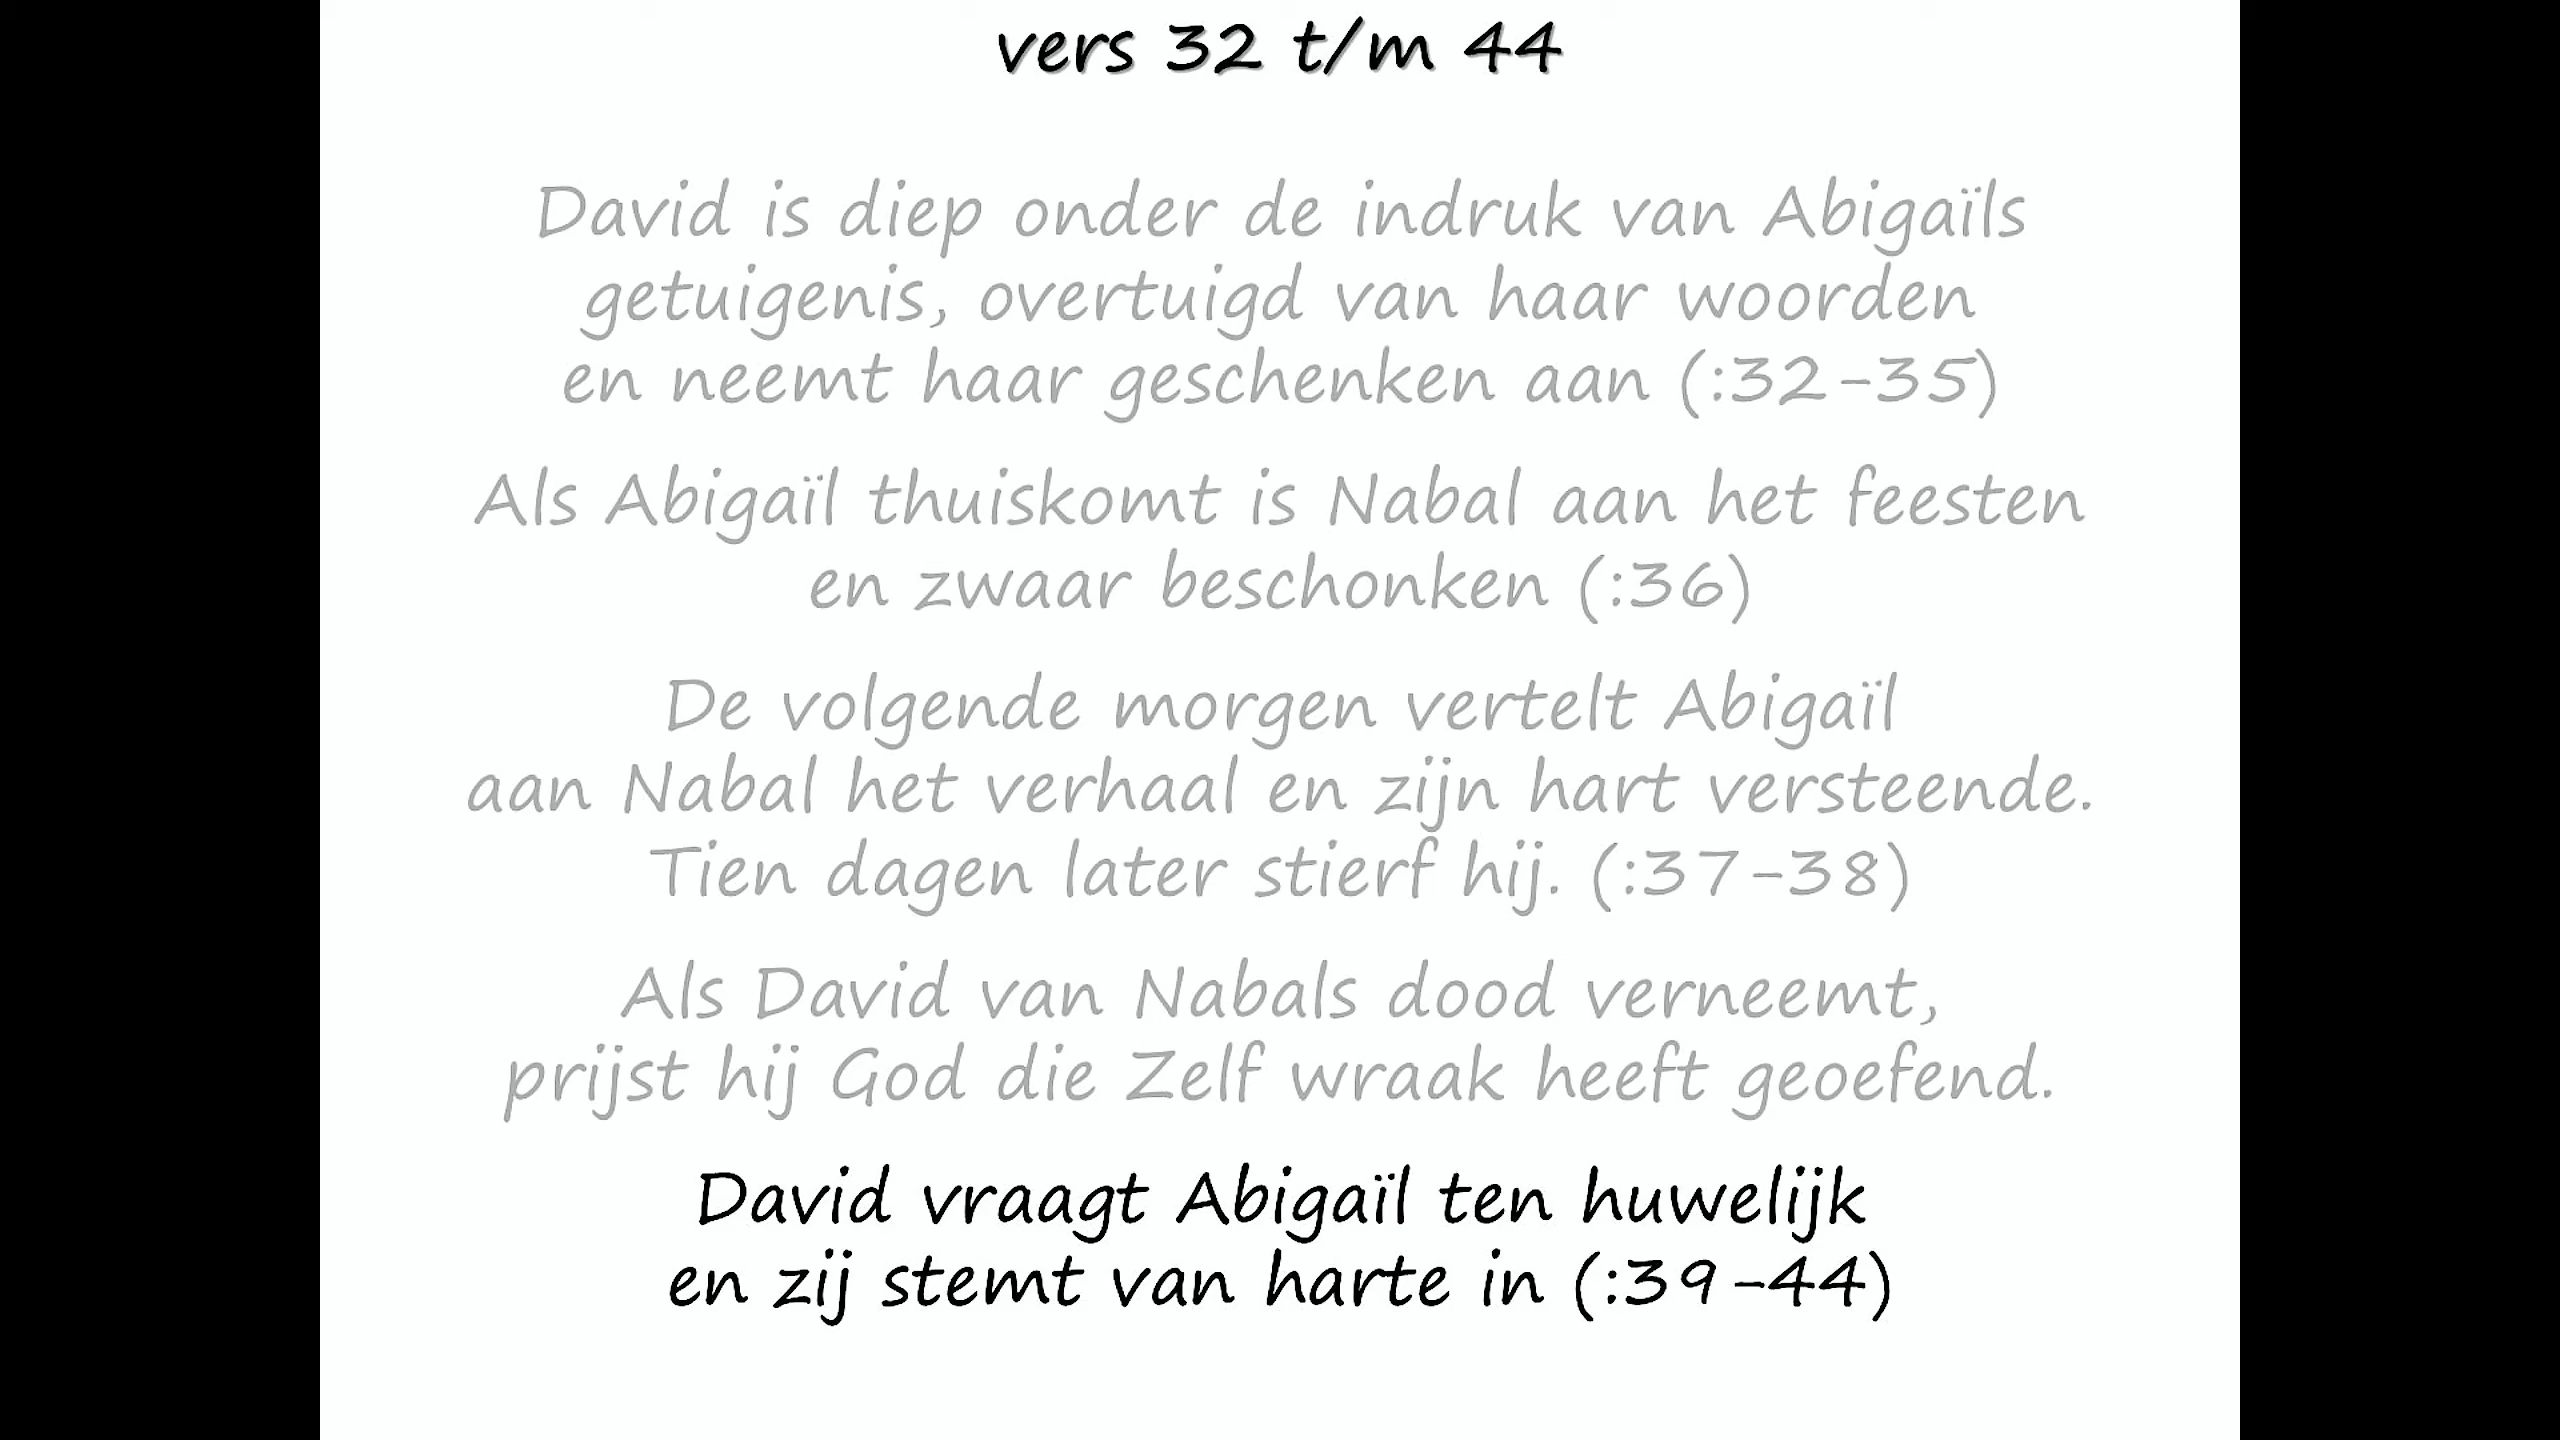 vers 32 t/m 44
David is diep onder de indruk van Abigaïls
getuigenis, overtuigd van haar woorden
en neemt haar geschenken aan (:32-35)
Als Abigaïl thuiskomt is Nabal aan het feesten
en zwaar beschonken (:36)
De volgende morgen vertelt Abigaïl
aan Nabal het verhaal en zijn hart versteende.
Tien dagen later stierf hij. (:37-38)
Als David van Nabals dood verneemt,
prijst hij God die Zelf wraak heeft geoefend.
David vraagt Abigaïl ten huwelijk
en zij stemt van harte in (:39-44)